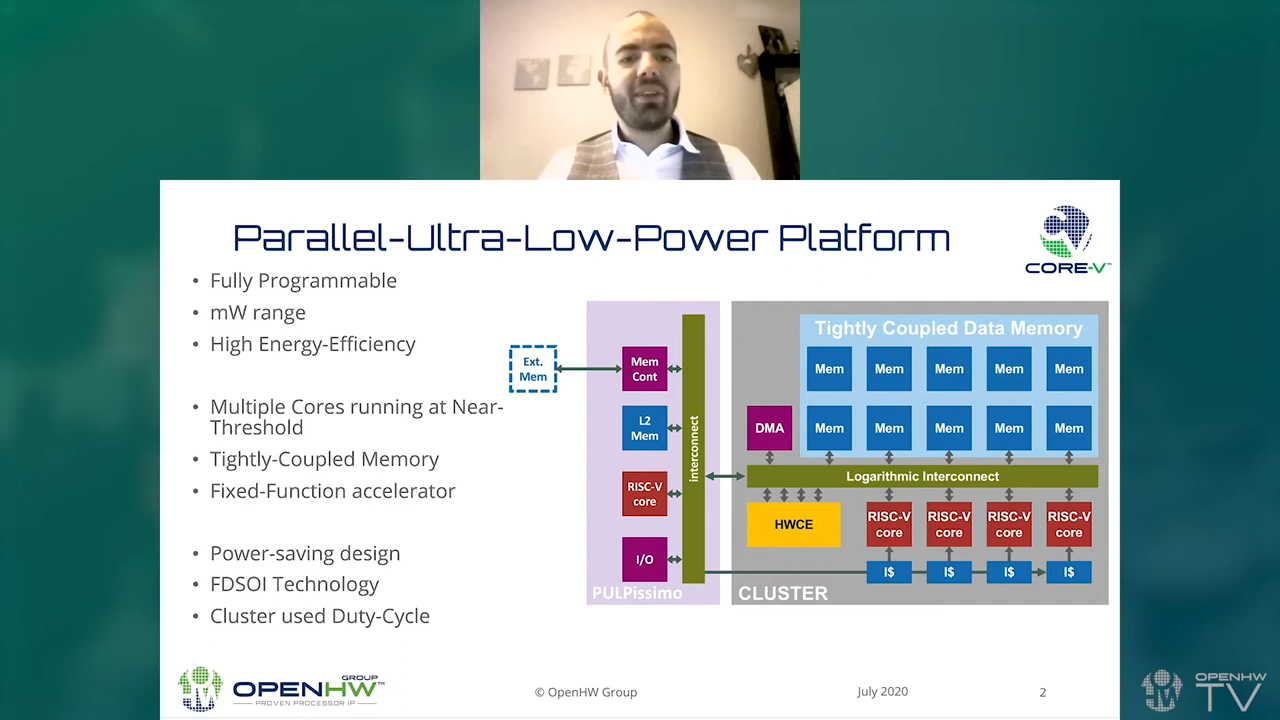 Parallel-Ultra-Low-Power Platform
CORE-V™
• Fully Programmable
• mW range
• High Energy-Efficiency
• Multiple Cores running at Near-
Threshold
• Tightly-Coupled Memory
• Fixed-Function accelerator
• Power-saving design
• FDSOI Technology
• Cluster used Duty-Cycle
Ext.
Mem
Mem
Cont
L2
Mem
RISC-V
core
I/O
interconnect
PULPissimo
Tightly Coupled Data Memory
Mem Mem Mem Mem Mem
DMA
Mem Mem Mem Mem Mem
Logarithmic Interconnect
HWCE
RISC-V
core
RISC-V
core
RISC-V
core
RISC-V
core
I$ I$ I$ I$
CLUSTER
OPENHW GROUP™
PROVEN PROCESSOR IP
© OpenHW Group
July 2020
2
OPENHW
TV